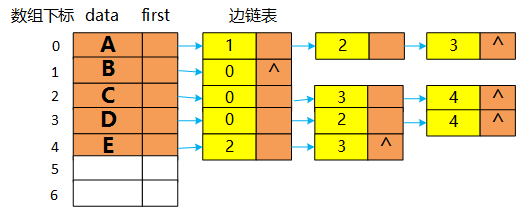 数组下标 data first 边链表
0 A 1 2 3 ^
1 B 0 ^
2 C 0 3 4 ^
3 D 0 2 4 ^
4 E 2 3 ^
5
6